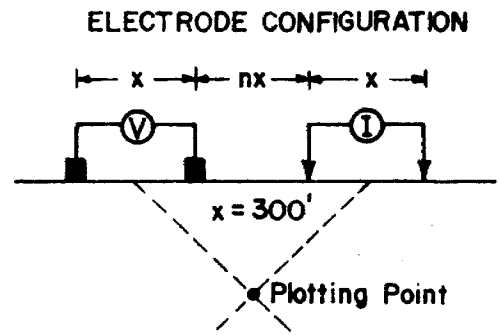 ELECTRODE CONFIGURATION
x nx x
V I
x = 300'
Plotting Point